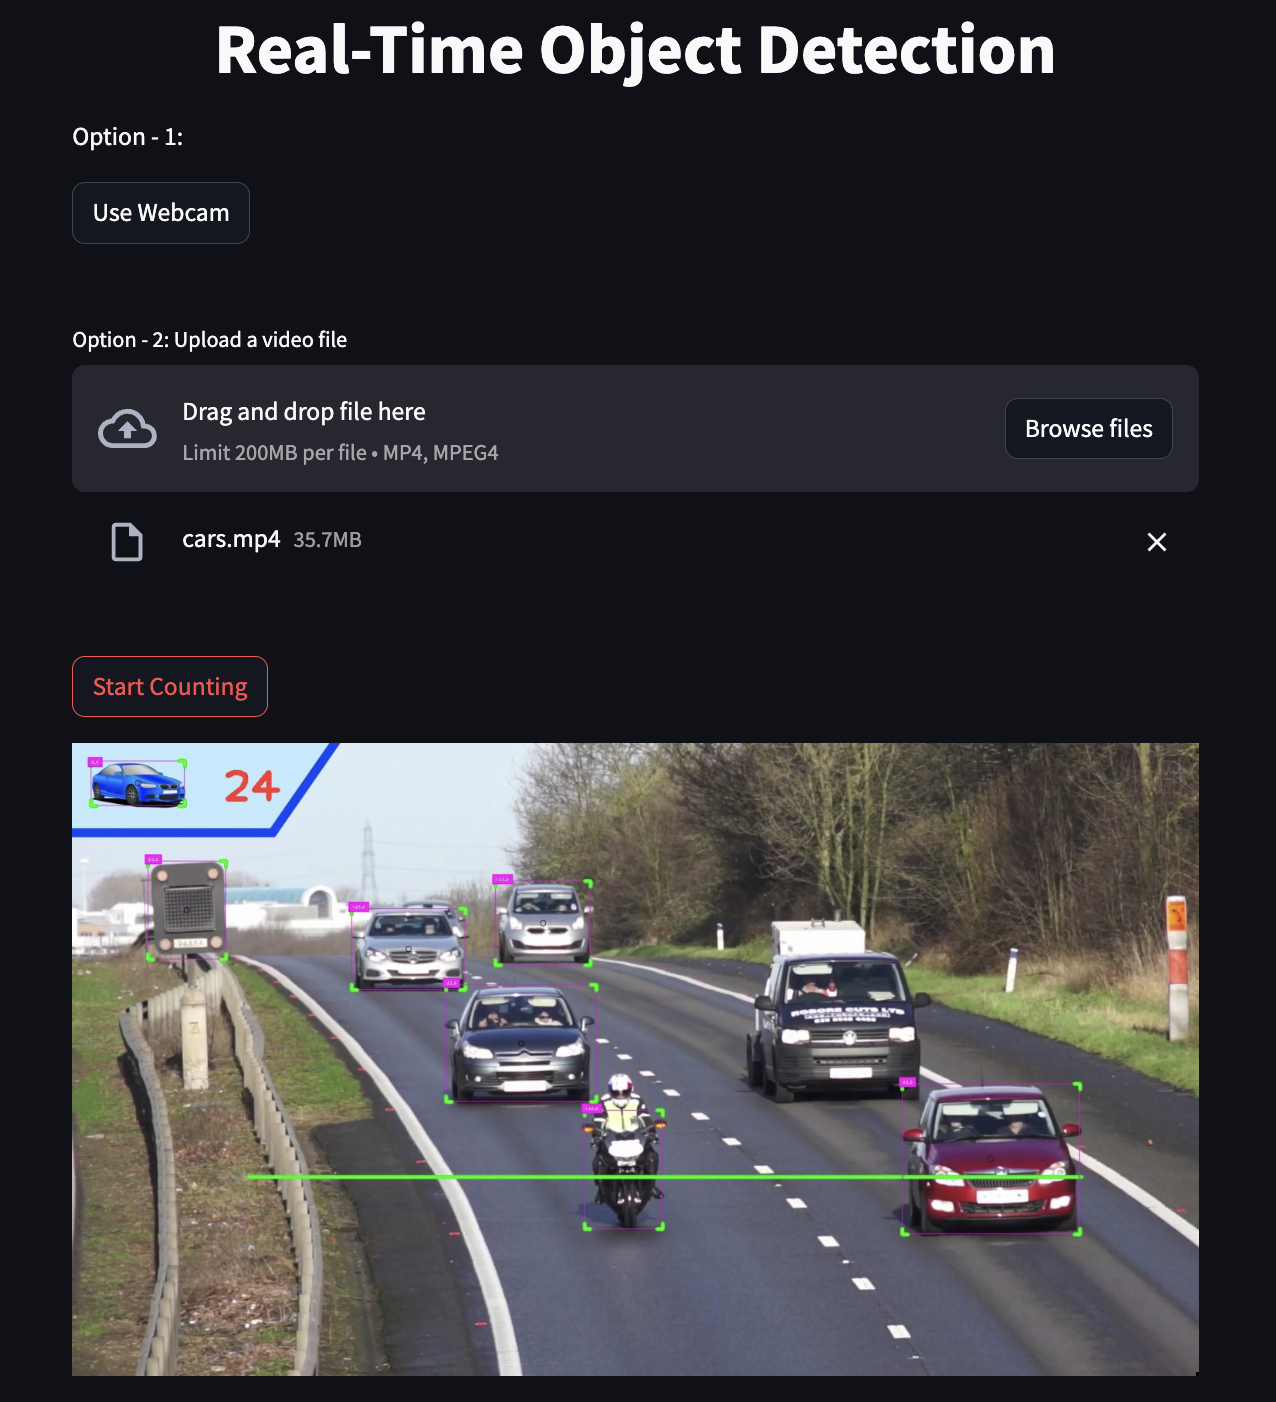 Real-Time Object Detection
Option - 1:
Use Webcam
Option - 2: Upload a video file
Drag and drop file here
Limit 200MB per file • MP4, MPEG4
Browse files
cars.mp4 35.7MB
Start Counting
24